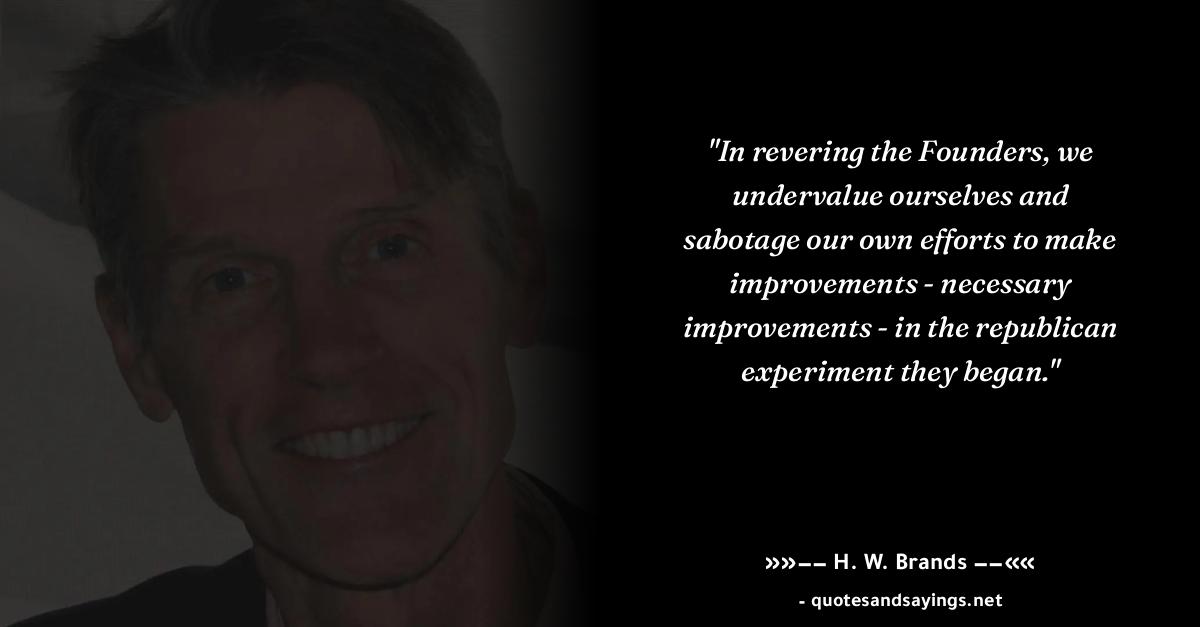 "In revering the Founders, we
undervalue ourselves and
sabotage our own efforts to make
improvements - necessary
improvements - in the republican
experiment they began."
»»–– H. W. Brands ––««
- quotesandsayings.net